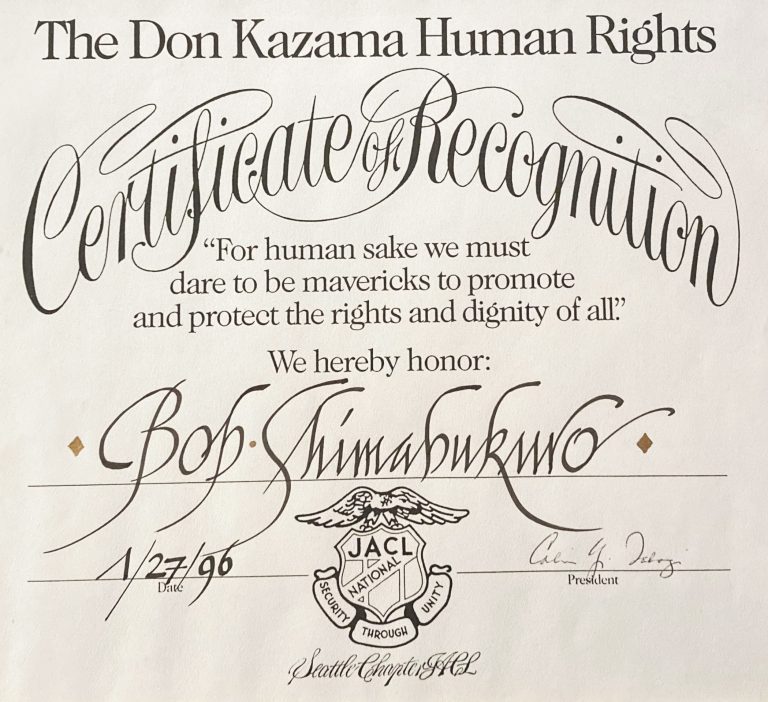 The Don Kazama Human Rights
Certificate of Recognition
“For human sake we must
dare to be mavericks to promote
and protect the rights and dignity of all.”
We hereby honor:
Bob Shimabukuro
1/27/96
Date
JACL
NATIONAL
SECURITY
THROUGH
UNITY
President
Seattle Chapter JACL